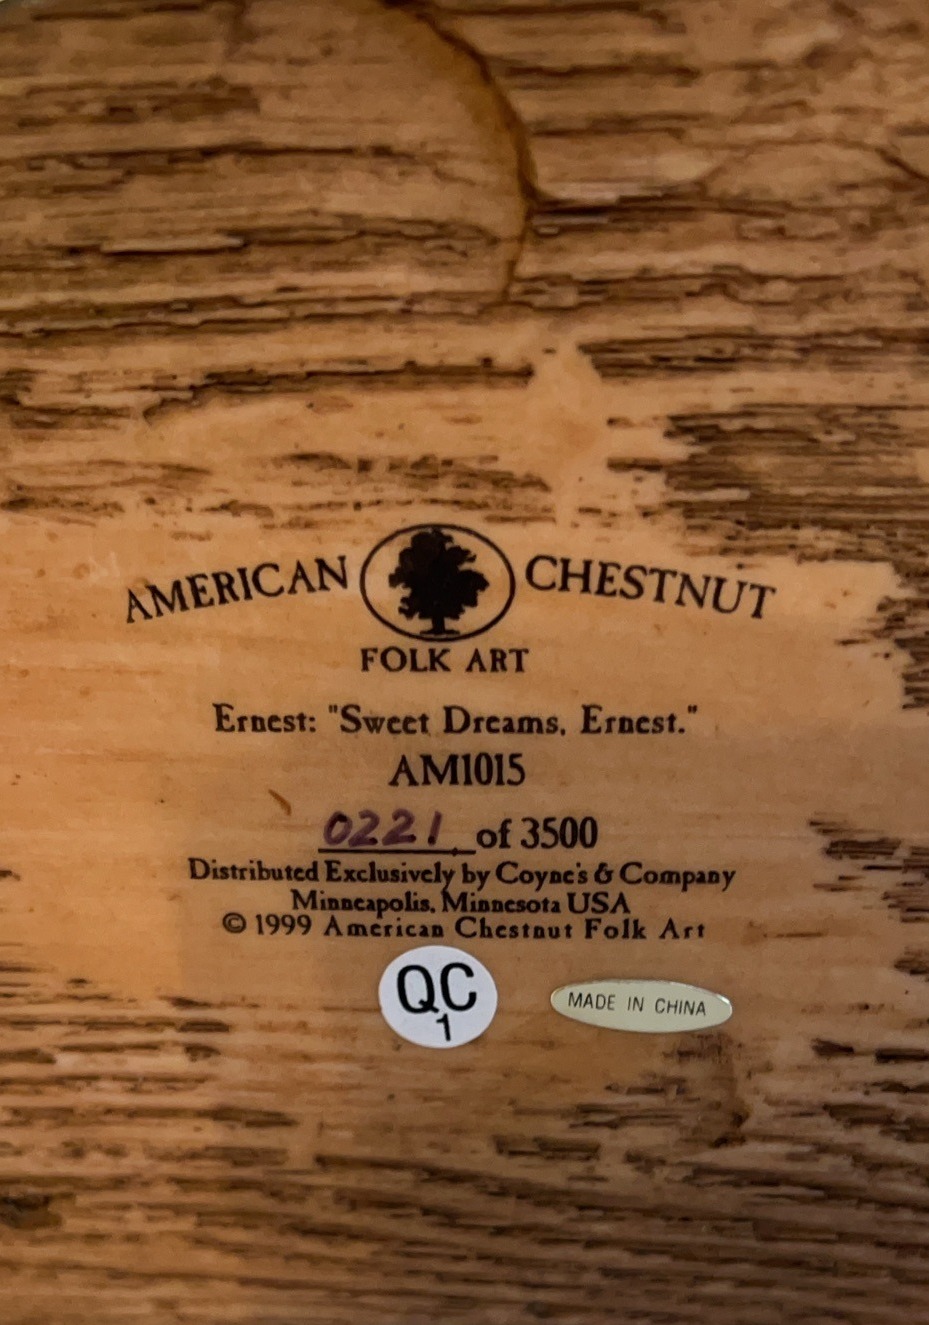 AMERICAN CHESTNUT
FOLK ART
Ernest: "Sweet Dreams, Ernest."
AM1015
0221 of 3500
Distributed Exclusively by Coyne's & Company
Minneapolis, Minnesota USA
© 1999 American Chestnut Folk Art
QC
1
MADE IN CHINA